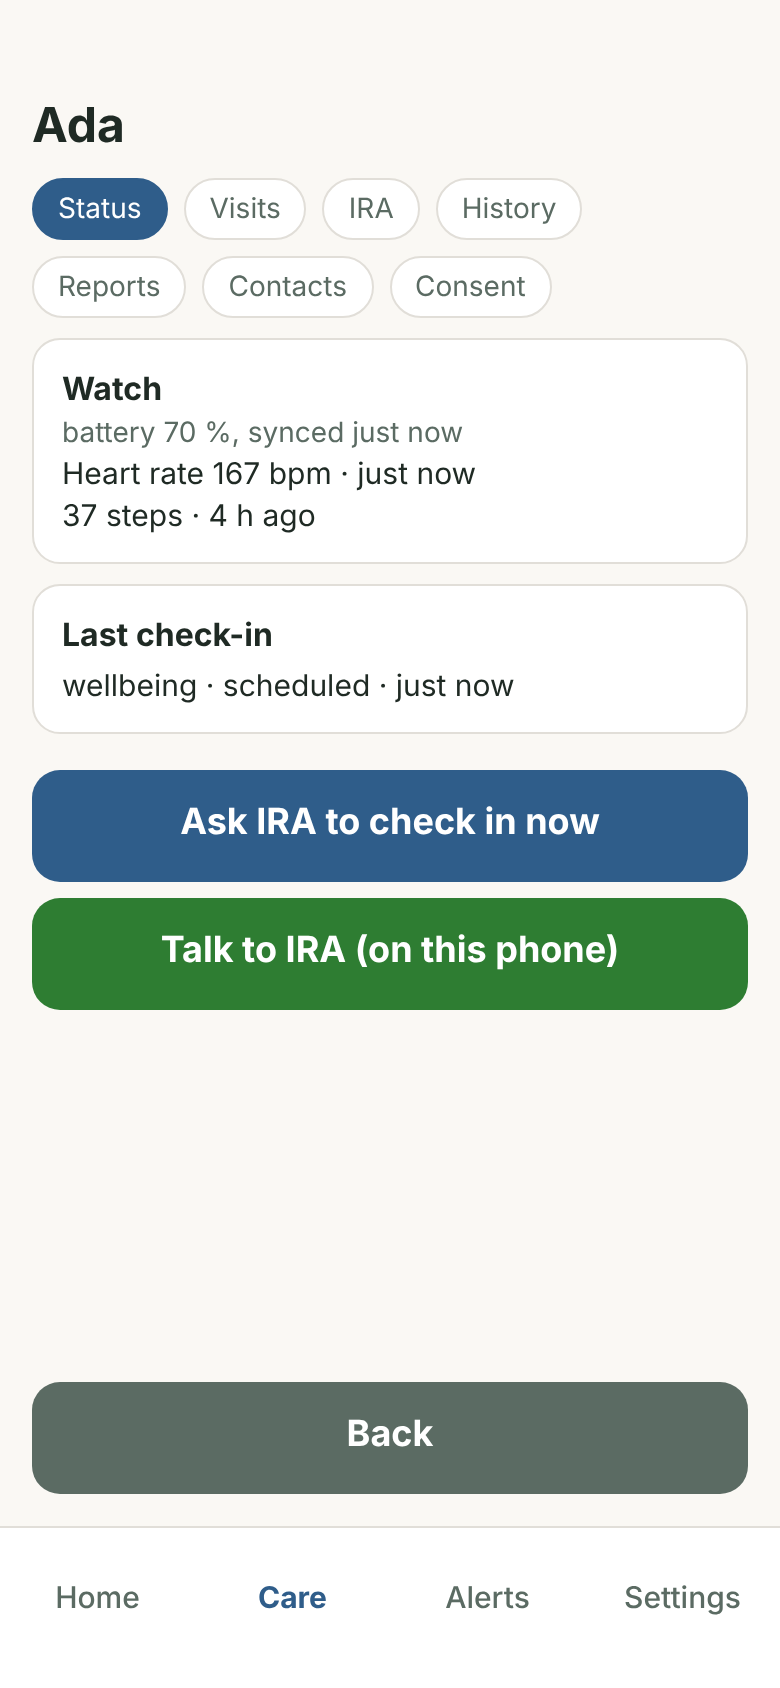 Ada
Status Visits IRA History
Reports Contacts Consent
Watch
battery 70 %, synced just now
Heart rate 167 bpm · just now
37 steps · 4 h ago
Last check-in
wellbeing · scheduled · just now
Ask IRA to check in now
Talk to IRA (on this phone)
Back
Home Care Alerts Settings